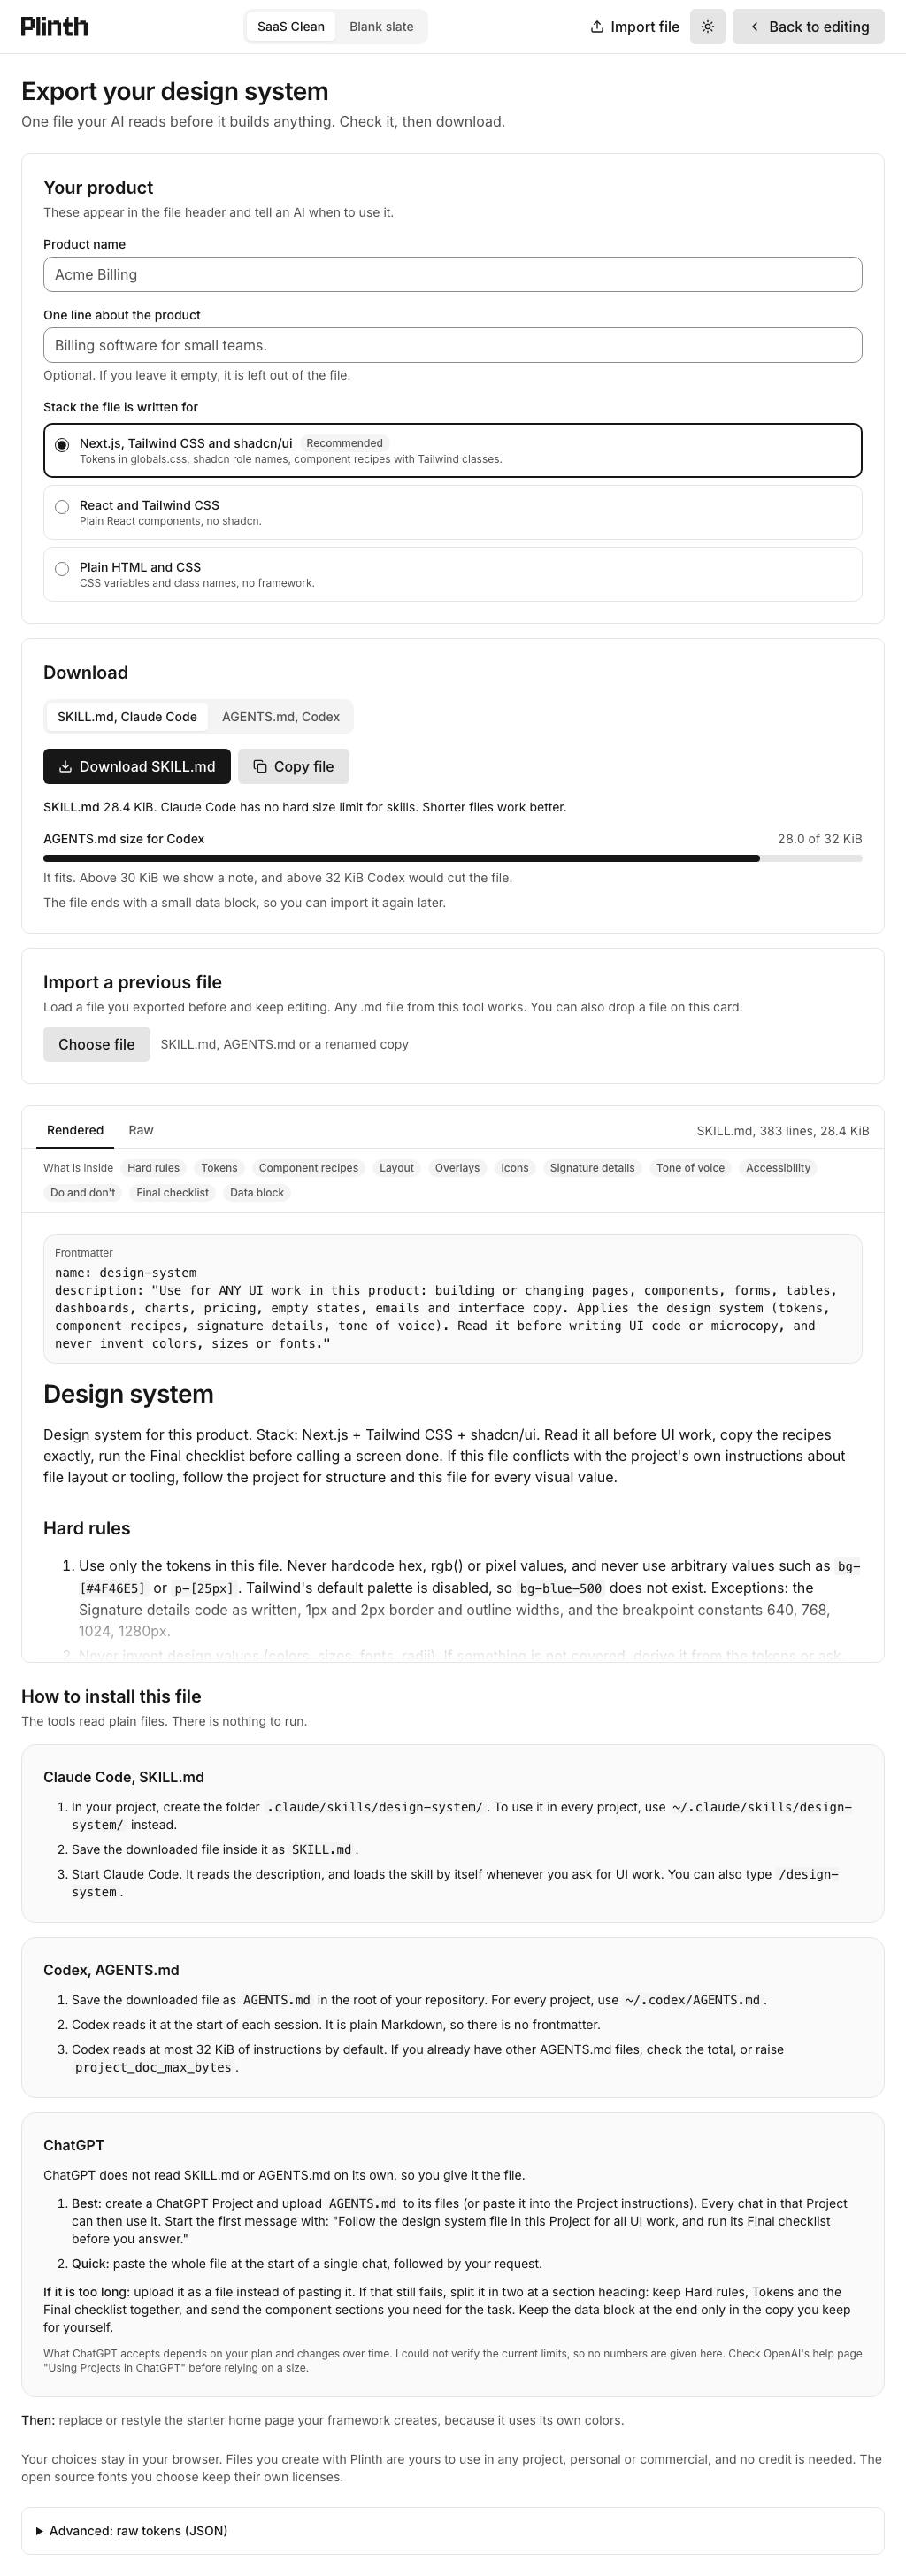 Plinth
SaaS Clean
Blank slate
Import file
Back to editing
Export your design system
One file your AI reads before it builds anything. Check it, then download.
Your product
These appear in the file header and tell an AI when to use it.
Product name
Acme Billing
One line about the product
Billing software for small teams.
Optional. If you leave it empty, it is left out of the file.
Stack the file is written for
Next.js, Tailwind CSS and shadcn/ui Recommended
Tokens in globals.css, shadcn role names, component recipes with Tailwind classes.
React and Tailwind CSS
Plain React components, no shadcn.
Plain HTML and CSS
CSS variables and class names, no framework.
Download
SKILL.md, Claude Code
AGENTS.md, Codex
Download SKILL.md
Copy file
SKILL.md 28.4 KiB. Claude Code has no hard size limit for skills. Shorter files work better.
AGENTS.md size for Codex
28.0 of 32 KiB
It fits. Above 30 KiB we show a note, and above 32 KiB Codex would cut the file.
The file ends with a small data block, so you can import it again later.
Import a previous file
Load a file you exported before and keep editing. Any .md file from this tool works. You can also drop a file on this card.
Choose file
SKILL.md, AGENTS.md or a renamed copy
Rendered
Raw
SKILL.md, 383 lines, 28.4 KiB
What is inside Hard rules Tokens Component recipes Layout Overlays Icons Signature details Tone of voice Accessibility
Do and don't Final checklist Data block
Frontmatter
name: design-system
description: "Use for ANY UI work in this product: building or changing pages, components, forms, tables,
dashboards, charts, pricing, empty states, emails and interface copy. Applies the design system (tokens,
component recipes, signature details, tone of voice). Read it before writing UI code or microcopy, and
never invent colors, sizes or fonts."
Design system
Design system for this product. Stack: Next.js + Tailwind CSS + shadcn/ui. Read it all before UI work, copy the recipes
exactly, run the Final checklist before calling a screen done. If this file conflicts with the project's own instructions about
file layout or tooling, follow the project for structure and this file for every visual value.
Hard rules
1. Use only the tokens in this file. Never hardcode hex, rgb() or pixel values, and never use arbitrary values such as bg-
[#4F46E5] or p-[25px]. Tailwind's default palette is disabled, so bg-blue-500 does not exist. Exceptions: the
Signature details code as written, 1px and 2px border and outline widths, and the breakpoint constants 640, 768,
1024, 1280px.
2. Never invent design values (colors, sizes, fonts, radii). If something is not covered, derive it from the tokens or ask
How to install this file
The tools read plain files. There is nothing to run.
Claude Code, SKILL.md
1. In your project, create the folder .claude/skills/design-system/. To use it in every project, use ~/.claude/skills/design-
system/ instead.
2. Save the downloaded file inside it as SKILL.md.
3. Start Claude Code. It reads the description, and loads the skill by itself whenever you ask for UI work. You can also type /design-
system.
Codex, AGENTS.md
1. Save the downloaded file as AGENTS.md in the root of your repository. For every project, use ~/.codex/AGENTS.md.
2. Codex reads it at the start of each session. It is plain Markdown, so there is no frontmatter.
3. Codex reads at most 32 KiB of instructions by default. If you already have other AGENTS.md files, check the total, or raise
project_doc_max_bytes.
ChatGPT
ChatGPT does not read SKILL.md or AGENTS.md on its own, so you give it the file.
1. Best: create a ChatGPT Project and upload AGENTS.md to its files (or paste it into the Project instructions). Every chat in that Project
can then use it. Start the first message with: "Follow the design system file in this Project for all UI work, and run its Final checklist
before you answer."
2. Quick: paste the whole file at the start of a single chat, followed by your request.
If it is too long: upload it as a file instead of pasting it. If that still fails, split it in two at a section heading: keep Hard rules, Tokens and the
Final checklist together, and send the component sections you need for the task. Keep the data block at the end only in the copy you keep
for yourself.
What ChatGPT accepts depends on your plan and changes over time. I could not verify the current limits, so no numbers are given here. Check OpenAI's help page
"Using Projects in ChatGPT" before relying on a size.
Then: replace or restyle the starter home page your framework creates, because it uses its own colors.
Your choices stay in your browser. Files you create with Plinth are yours to use in any project, personal or commercial, and no credit is needed. The
open source fonts you choose keep their own licenses.
Advanced: raw tokens (JSON)